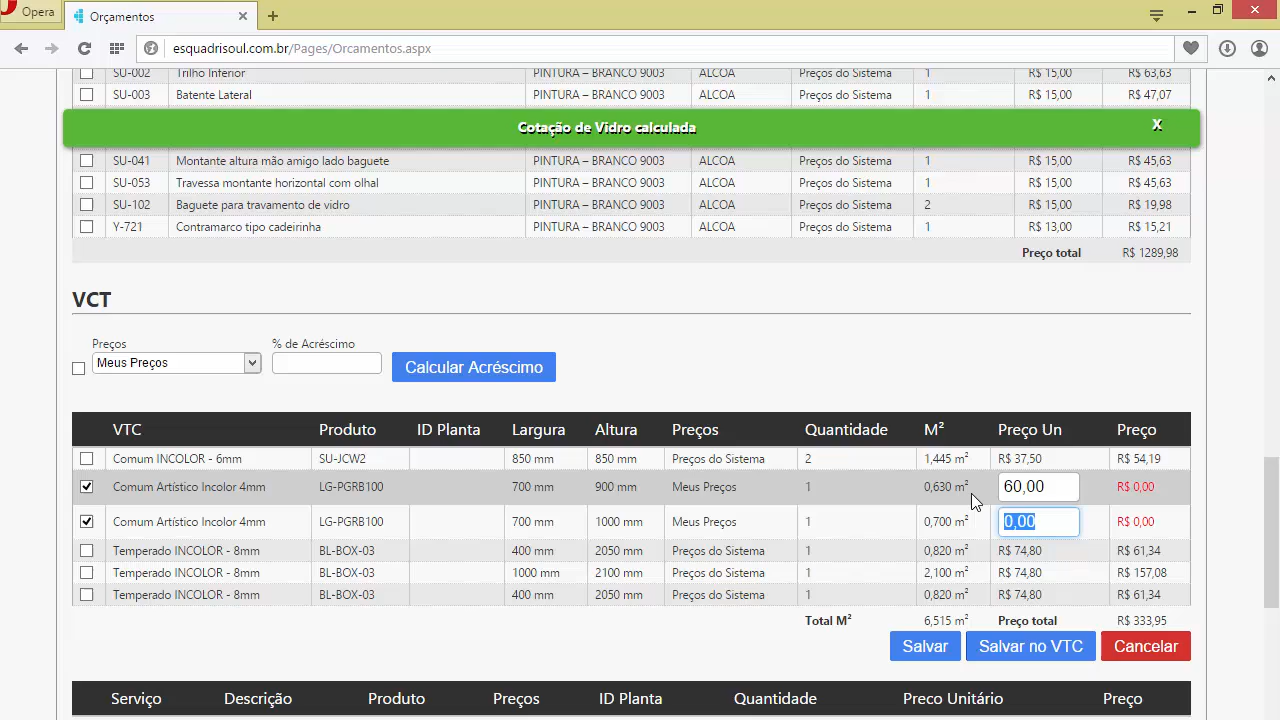 Opera
Orçamentos
esquadrisoul.com.br/Pages/Orcamentos.aspx
SU-002 Trilho Inferior PINTURA – BRANCO 9003 ALCOA Preços do Sistema 1 R$ 15,00 R$ 63,63
SU-003 Batente Lateral PINTURA – BRANCO 9003 ALCOA Preços do Sistema 1 R$ 15,00 R$ 47,07
Cotação de Vidro calculada X
SU-041 Montante altura mão amigo lado baguete PINTURA – BRANCO 9003 ALCOA Preços do Sistema 1 R$ 15,00 R$ 45,63
SU-053 Travessa montante horizontal com olhal PINTURA – BRANCO 9003 ALCOA Preços do Sistema 1 R$ 15,00 R$ 45,63
SU-102 Baguete para travamento de vidro PINTURA – BRANCO 9003 ALCOA Preços do Sistema 2 R$ 15,00 R$ 19,98
Y-721 Contramarco tipo cadeirinha PINTURA – BRANCO 9003 ALCOA Preços do Sistema 1 R$ 13,00 R$ 15,21
Preço total R$ 1289,98
VCT
Preços % de Acréscimo
Meus Preços Calcular Acréscimo
VTC Produto ID Planta Largura Altura Preços Quantidade M² Preço Un Preço
Comum INCOLOR - 6mm SU-JCW2 850 mm 850 mm Preços do Sistema 2 1,445 m² R$ 37,50 R$ 54,19
Comum Artístico Incolor 4mm LG-PGRB100 700 mm 900 mm Meus Preços 1 0,630 m² 60,00 R$ 0,00
Comum Artístico Incolor 4mm LG-PGRB100 700 mm 1000 mm Meus Preços 1 0,700 m² 0,00 R$ 0,00
Temperado INCOLOR - 8mm BL-BOX-03 400 mm 2050 mm Preços do Sistema 1 0,820 m² R$ 74,80 R$ 61,34
Temperado INCOLOR - 8mm BL-BOX-03 1000 mm 2100 mm Preços do Sistema 1 2,100 m² R$ 74,80 R$ 157,08
Temperado INCOLOR - 8mm BL-BOX-03 400 mm 2050 mm Preços do Sistema 1 0,820 m² R$ 74,80 R$ 61,34
Total M² 6,515 m² Preço total R$ 333,95
Salvar Salvar no VTC Cancelar
Serviço Descrição Produto Preços ID Planta Quantidade Preco Unitário Preço